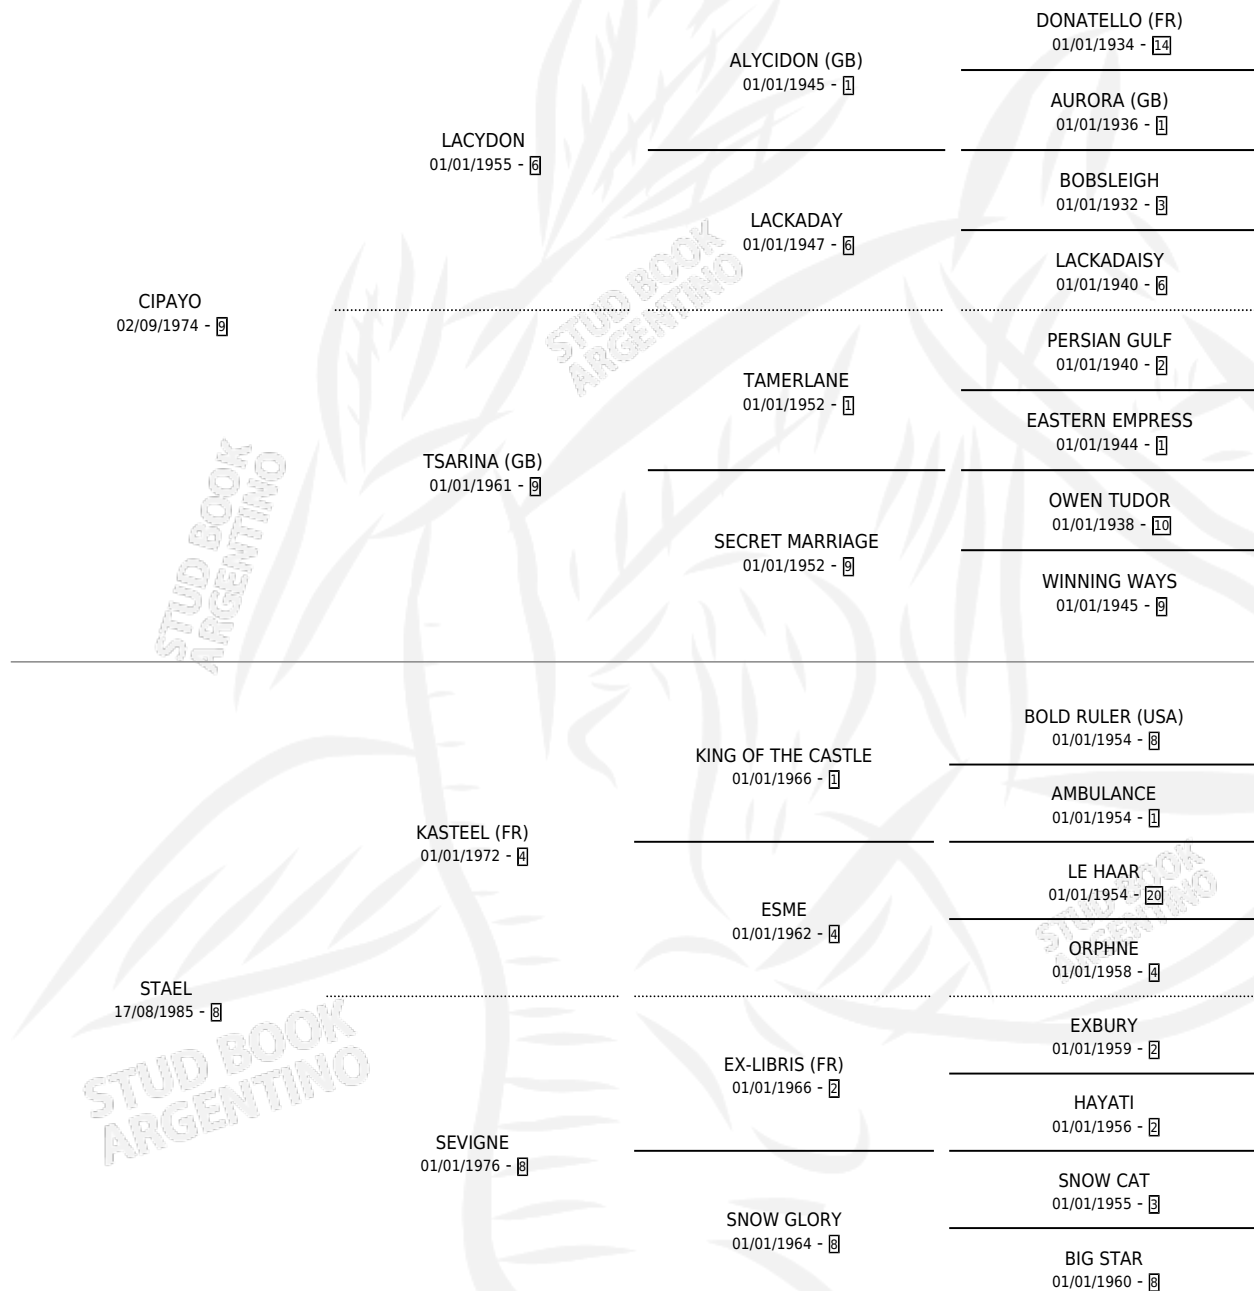 DONATELLO (FR)
01/01/1934 - 14
ALYCIDON (GB)
01/01/1945 - 1
AURORA (GB)
01/01/1936 - 1
LACYDON
01/01/1955 - 6
BOBSLEIGH
01/01/1932 - 3
LACKADAY
01/01/1947 - 6
LACKADAISY
01/01/1940 - 6
CIPAYO
02/09/1974 - 9
PERSIAN GULF
01/01/1940 - 2
TAMERLANE
01/01/1952 - 1
EASTERN EMPRESS
01/01/1944 - 1
TSARINA (GB)
01/01/1961 - 9
OWEN TUDOR
01/01/1938 - 10
SECRET MARRIAGE
01/01/1952 - 9
WINNING WAYS
01/01/1945 - 9
BOLD RULER (USA)
01/01/1954 - 8
KING OF THE CASTLE
01/01/1966 - 1
AMBULANCE
01/01/1954 - 1
KASTEEL (FR)
01/01/1972 - 4
LE HAAR
01/01/1954 - 20
ESME
01/01/1962 - 4
ORPHNE
01/01/1958 - 4
STAEL
17/08/1985 - 8
EXBURY
01/01/1959 - 2
EX-LIBRIS (FR)
01/01/1966 - 2
HAYATI
01/01/1956 - 2
SEVIGNE
01/01/1976 - 8
SNOW CAT
01/01/1955 - 3
SNOW GLORY
01/01/1964 - 8
BIG STAR
01/01/1960 - 8
STUD BOOK
ARGENTINO
STUD BOOK
ARGENTINO
STUD BOOK
ARGENTINO
STUD BOOK
ARGENTINO